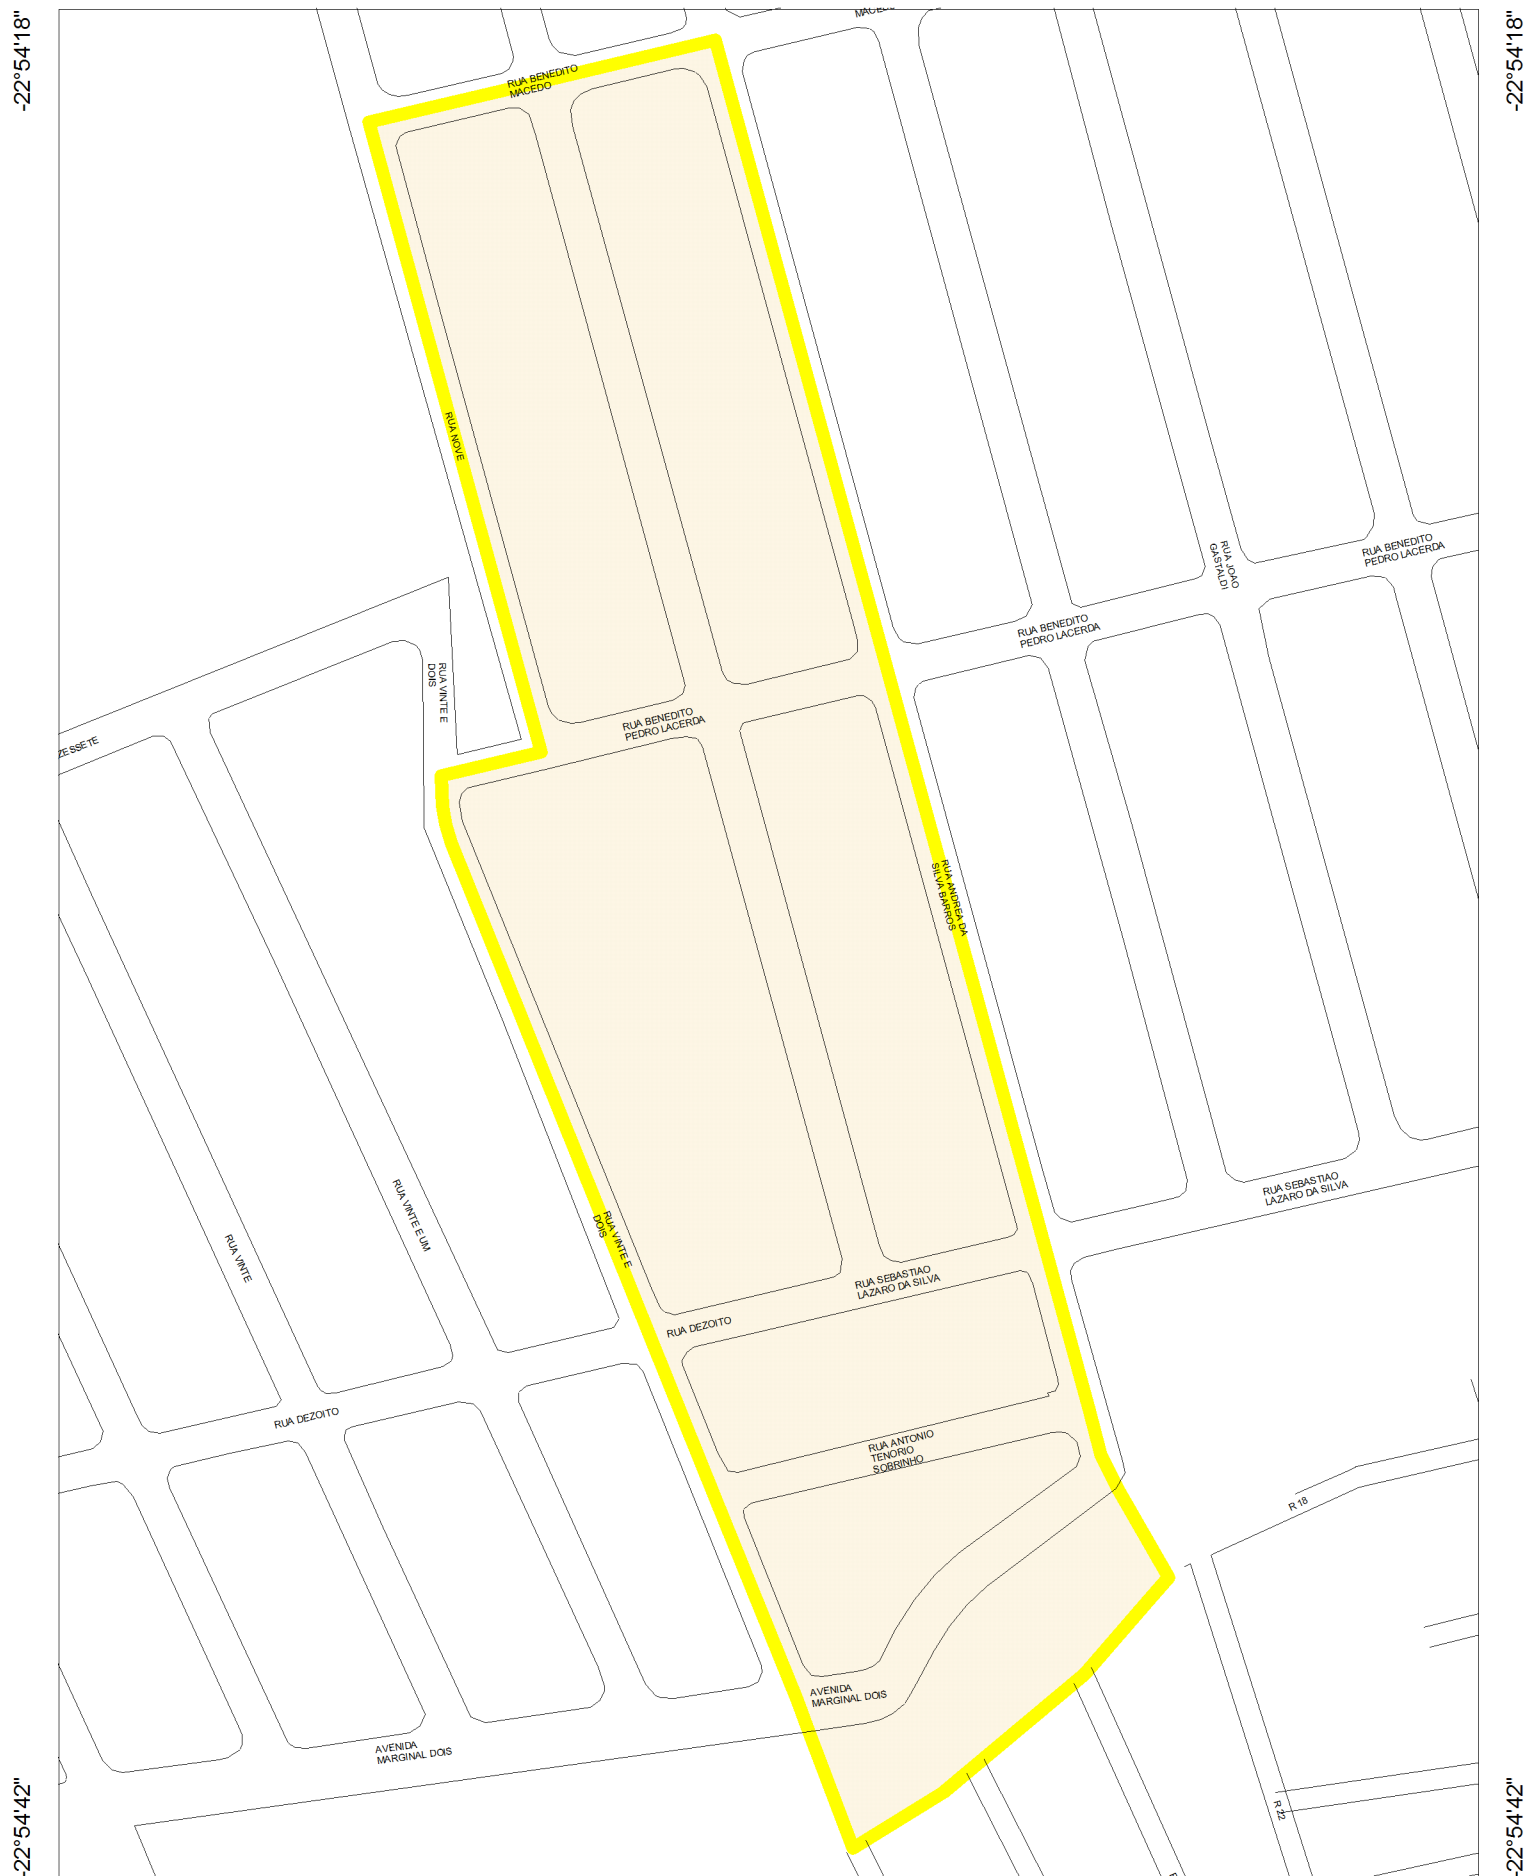 -22°54'18"
-22°54'18"
RUA BENEDITO
MACEDO
RUA NOVE
RUA JOAO
GASTALDI
RUA BENEDITO
PEDRO LACERDA
RUA BENEDITO
PEDRO LACERDA
RUA VINTE E
DOIS
RUA BENEDITO
PEDRO LACERDA
ZESSETE
RUA ANDREA DA
SILVA BARROS
RUA SEBASTIAO
LAZARO DA SILVA
RUA VINTE E UM
RUA VINTE
RUA VINTE E
DOIS
RUA SEBASTIAO
LAZARO DA SILVA
RUA DEZOITO
RUA DEZOITO
RUA ANTONIO
TENORIO
SOBRINHO
R 18
AVENIDA
MARGINAL DOIS
AVENIDA
MARGINAL DOIS
R 22
-22°54'42"
-22°54'42"